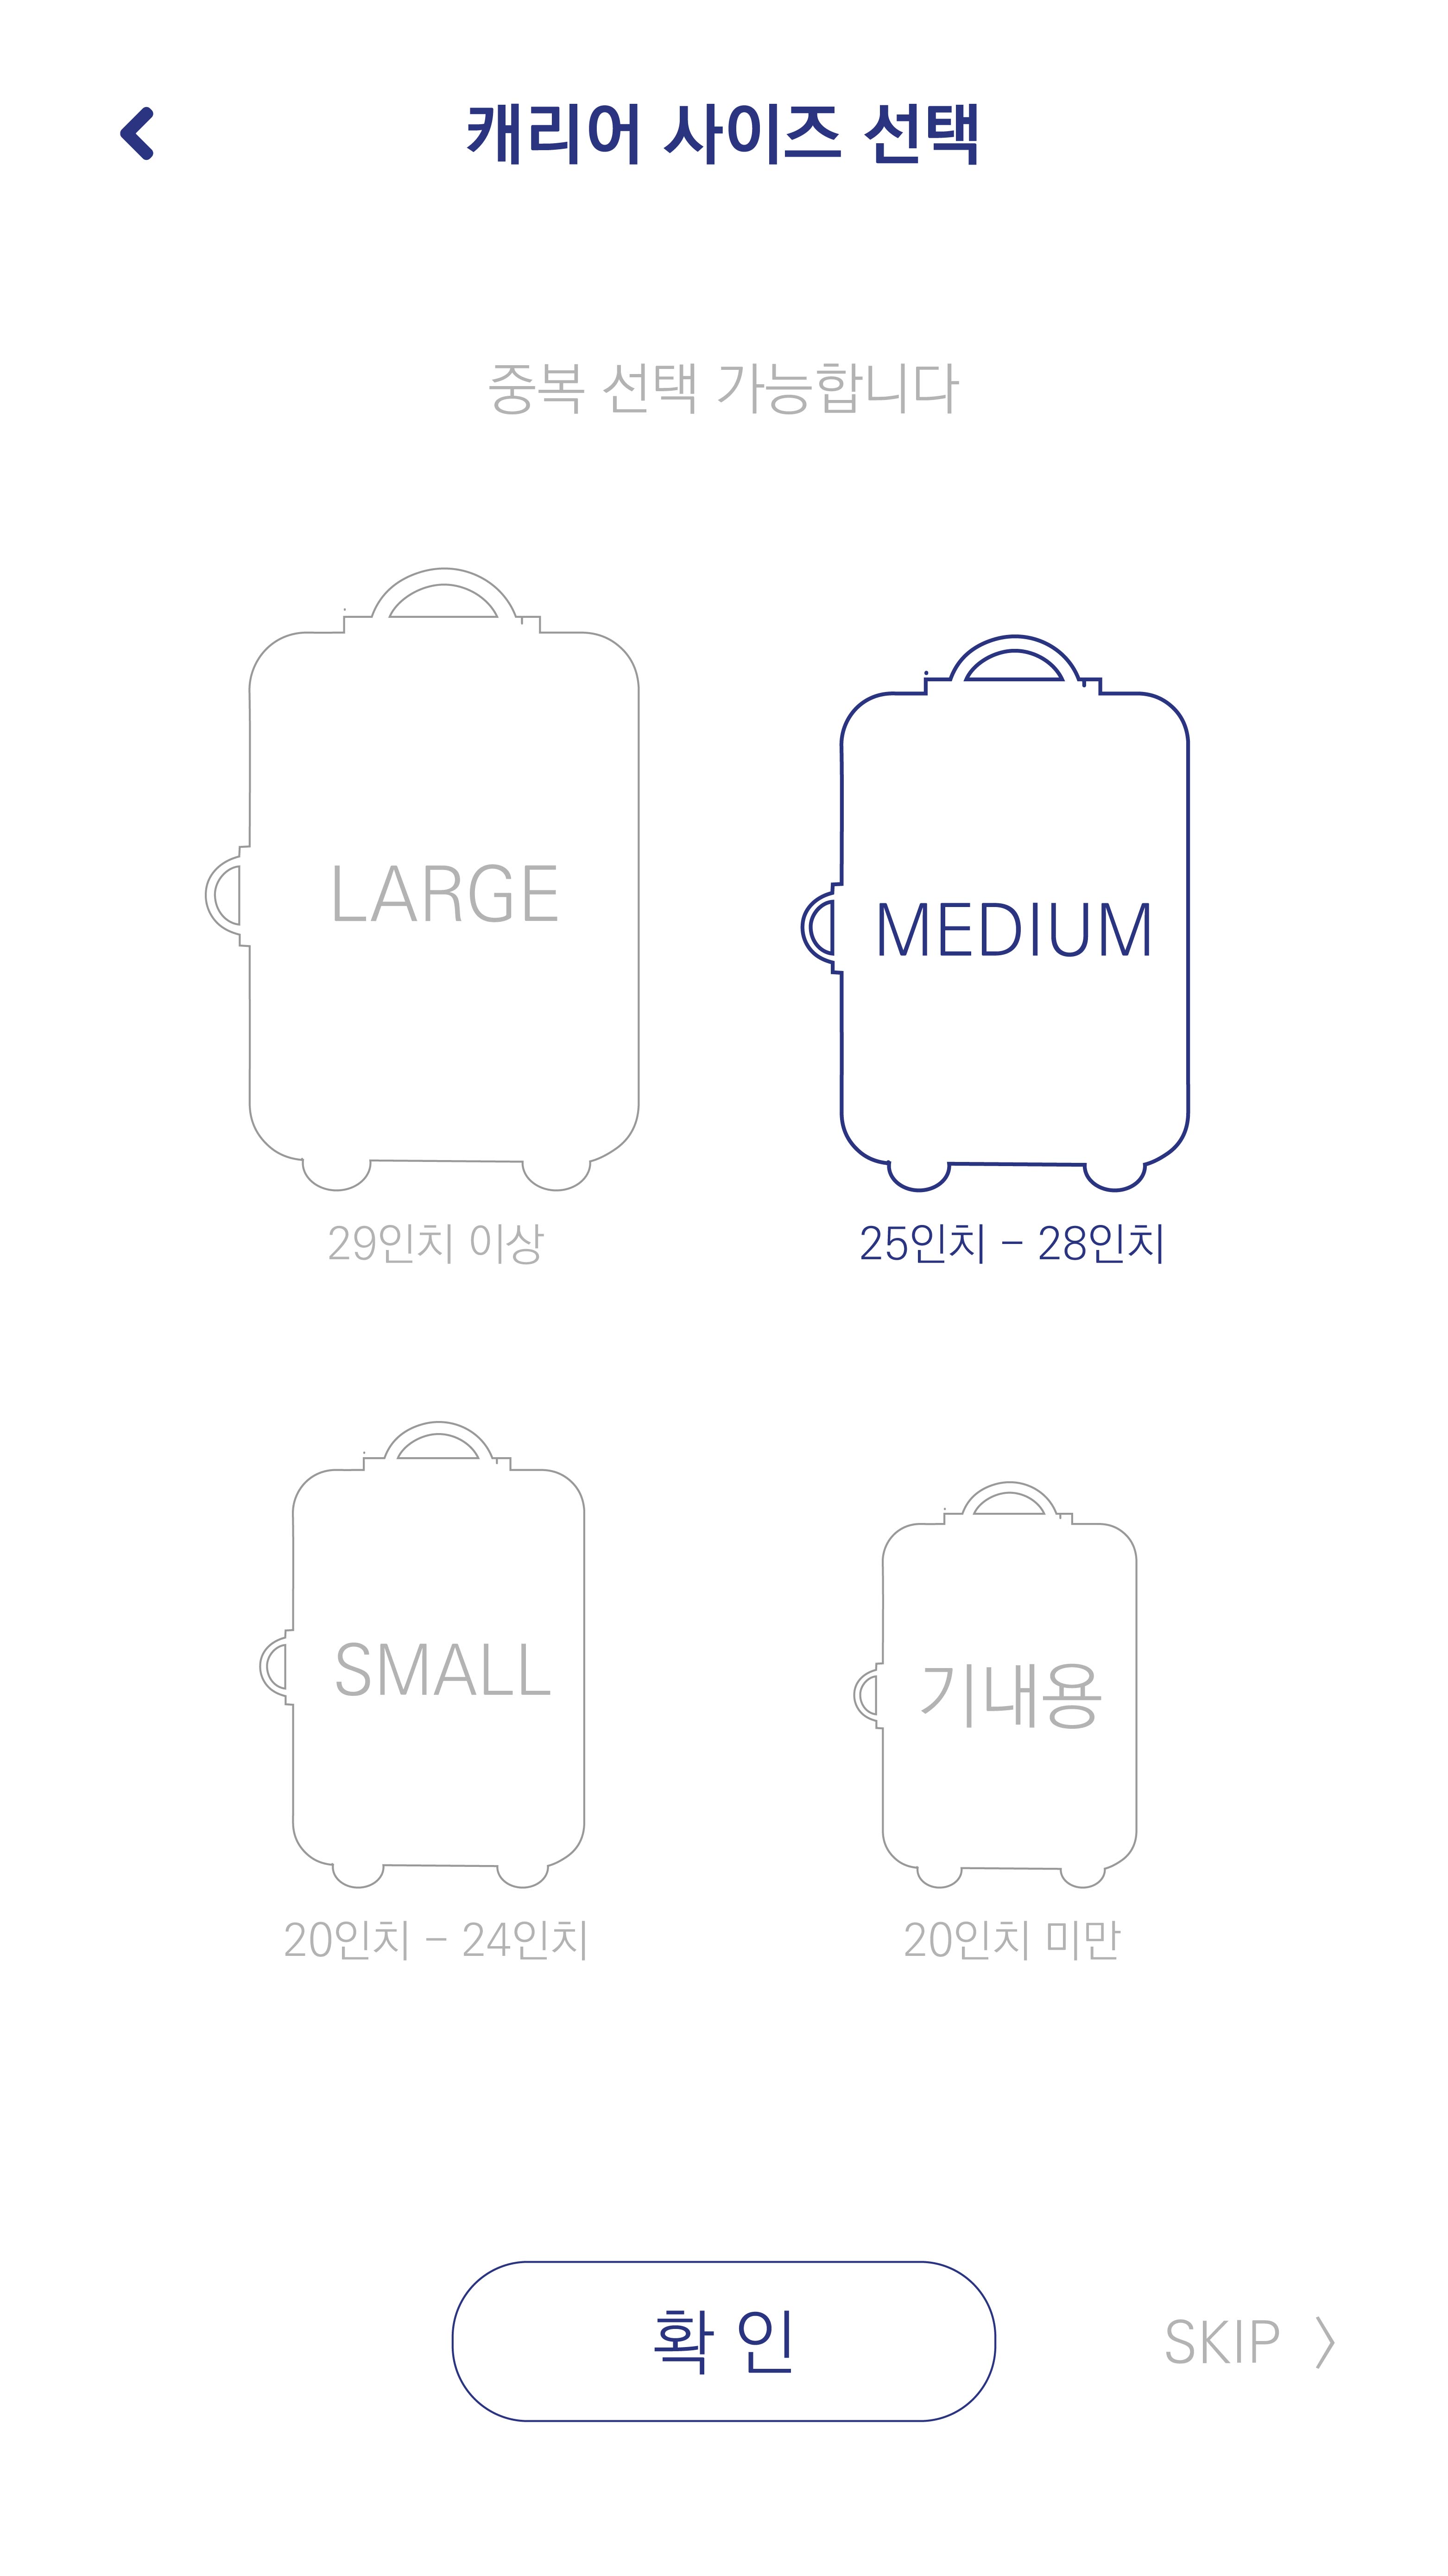 캐리어 사이즈 선택
중복 선택 가능합니다
LARGE
MEDIUM
29인치 이상
25인치 - 28인치
SMALL
기내용
20인치 - 24인치
20인치 미만
확 인
SKIP